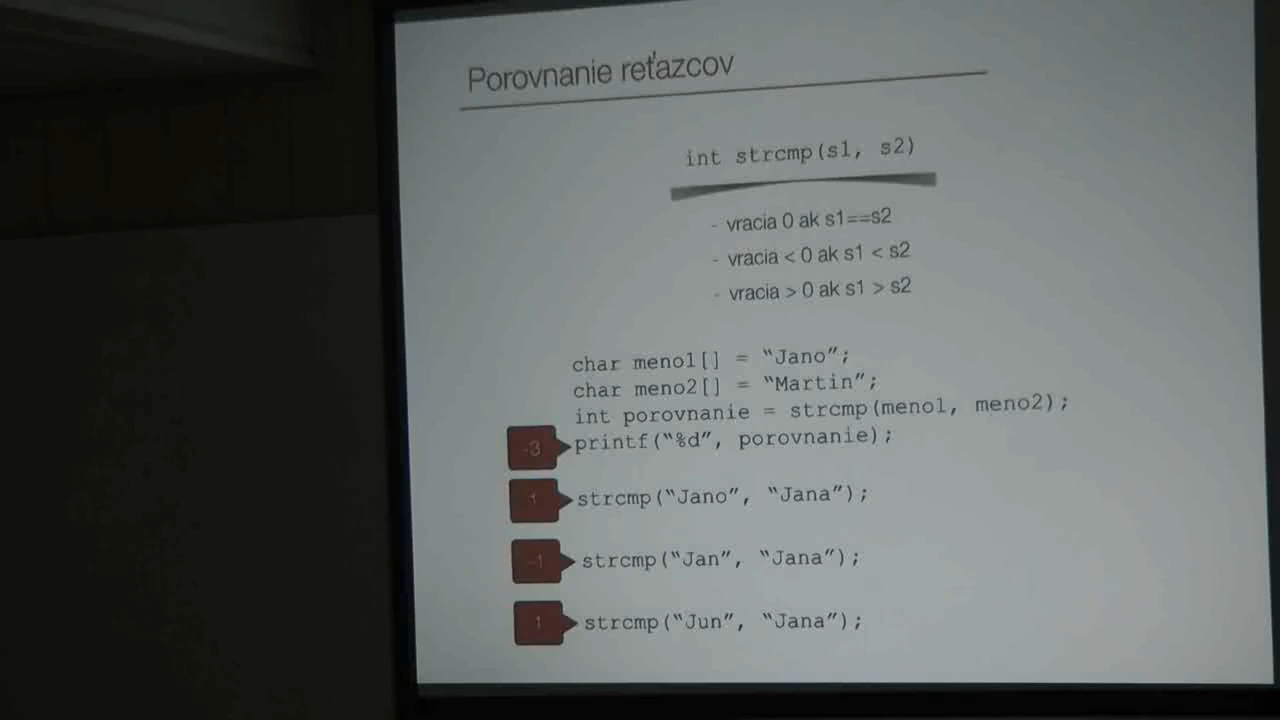 Porovnanie reťazcov
int strcmp(s1, s2)
- vracia 0 ak s1==s2
- vracia < 0 ak s1 < s2
- vracia > 0 ak s1 > s2
char meno1[] = “Jano”;
char meno2[] = “Martin”;
int porovnanie = strcmp(meno1, meno2);
-3 printf(“%d”, porovnanie);
1 strcmp(“Jano”, “Jana”);
-1 strcmp(“Jan”, “Jana”);
1 strcmp(“Jun”, “Jana”);